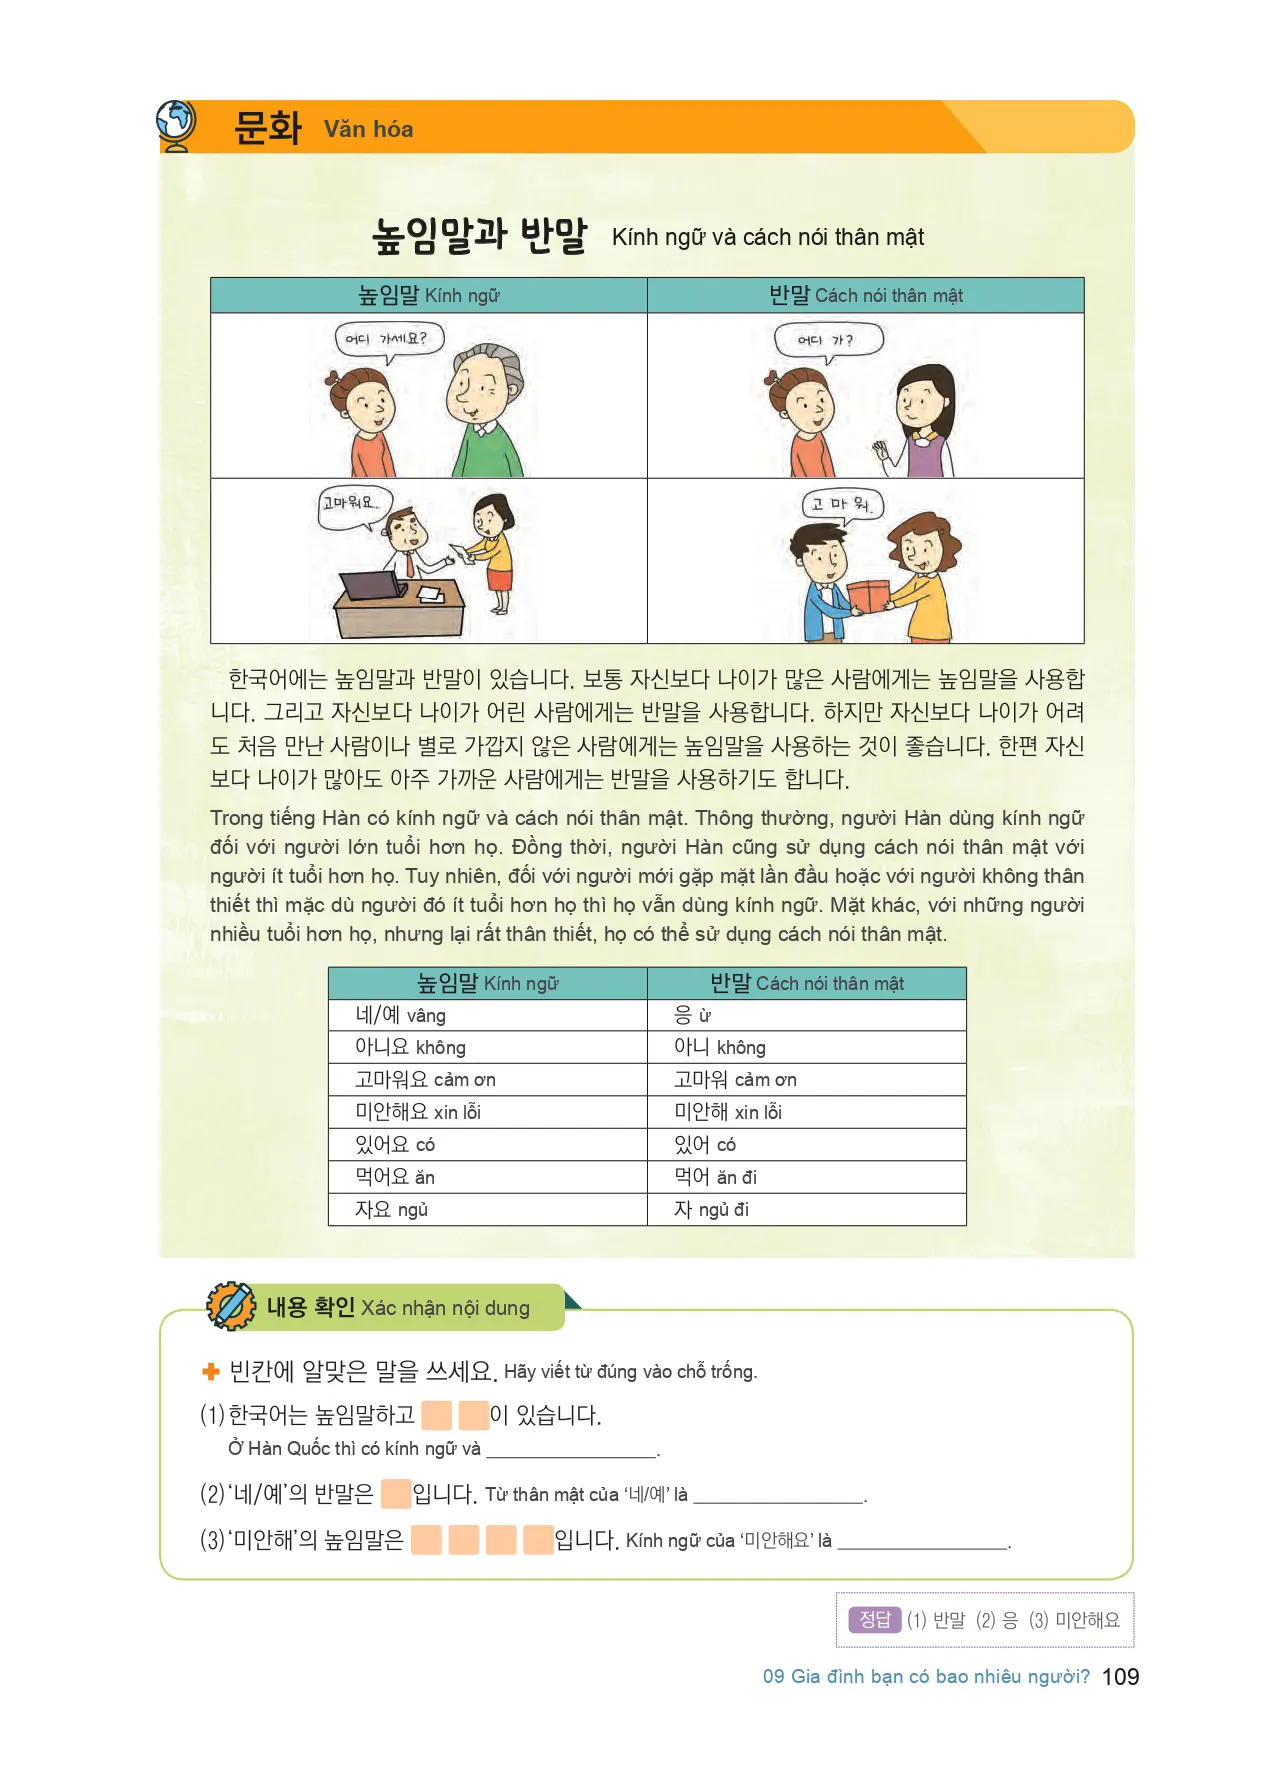 문화 Văn hóa
높임말과 반말 Kính ngữ và cách nói thân mật
높임말 Kính ngữ
반말 Cách nói thân mật
어디 가세요?
어디 가?
고마워요.
고마워.
한국어에는 높임말과 반말이 있습니다. 보통 자신보다 나이가 많은 사람에게는 높임말을 사용합
니다. 그리고 자신보다 나이가 어린 사람에게는 반말을 사용합니다. 하지만 자신보다 나이가 어려
도 처음 만난 사람이나 별로 가깝지 않은 사람에게는 높임말을 사용하는 것이 좋습니다. 한편 자신
보다 나이가 많아도 아주 가까운 사람에게는 반말을 사용하기도 합니다.
Trong tiếng Hàn có kính ngữ và cách nói thân mật. Thông thường, người Hàn dùng kính ngữ
đối với người lớn tuổi hơn họ. Đồng thời, người Hàn cũng sử dụng cách nói thân mật với
người ít tuổi hơn họ. Tuy nhiên, đối với người mới gặp mặt lần đầu hoặc với người không thân
thiết thì mặc dù người đó ít tuổi hơn họ thì họ vẫn dùng kính ngữ. Mặt khác, với những người
nhiều tuổi hơn họ, nhưng lại rất thân thiết, họ có thể sử dụng cách nói thân mật.
높임말 Kính ngữ
반말 Cách nói thân mật
네/예 vâng
응 ừ
아니요 không
아니 không
고마워요 cảm ơn
고마워 cảm ơn
미안해요 xin lỗi
미안해 xin lỗi
있어요 có
있어 có
먹어요 ăn
먹어 ăn đi
자요 ngủ
자 ngủ đi
내용 확인 Xác nhận nội dung
빈칸에 알맞은 말을 쓰세요. Hãy viết từ đúng vào chỗ trống.
(1) 한국어는 높임말하고 이 있습니다.
Ở Hàn Quốc thì có kính ngữ và ________________.
(2) '네/예'의 반말은 입니다. Từ thân mật của '네/예' là ________________.
(3) '미안해'의 높임말은 입니다. Kính ngữ của '미안해요' là ________________.
정답 (1) 반말 (2) 응 (3) 미안해요
09 Gia đình bạn có bao nhiêu người? 109